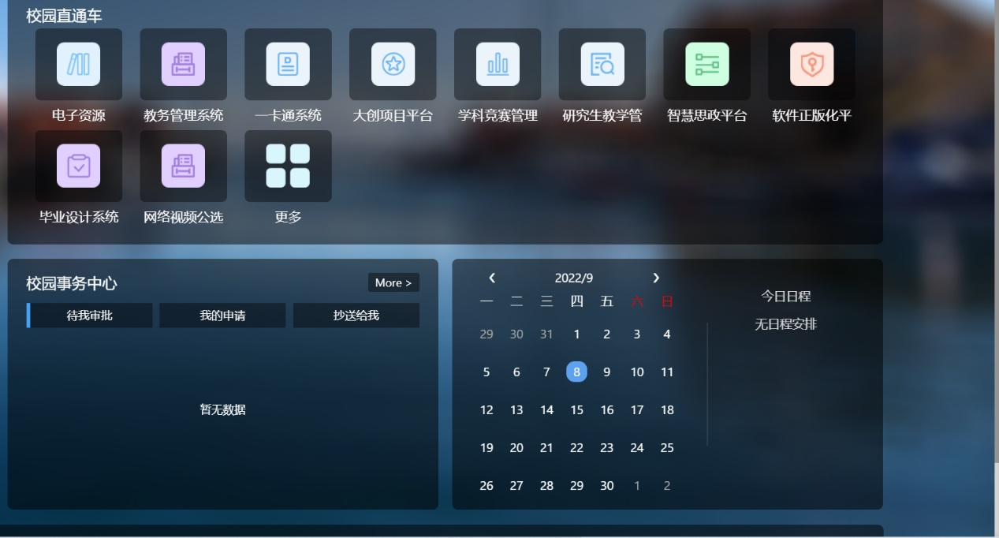 校园直通车
电子资源 教务管理系统 一卡通系统 大创项目平台 学科竞赛管理 研究生教学管 智慧思政平台 软件正版化平
毕业设计系统 网络视频公选 更多
校园事务中心 More >
待我审批 我的申请 抄送给我
暂无数据
❮ 2022/9 ❯
一 二 三 四 五 六 日
29 30 31 1 2 3 4
5 6 7 8 9 10 11
12 13 14 15 16 17 18
19 20 21 22 23 24 25
26 27 28 29 30 1 2
今日日程
无日程安排